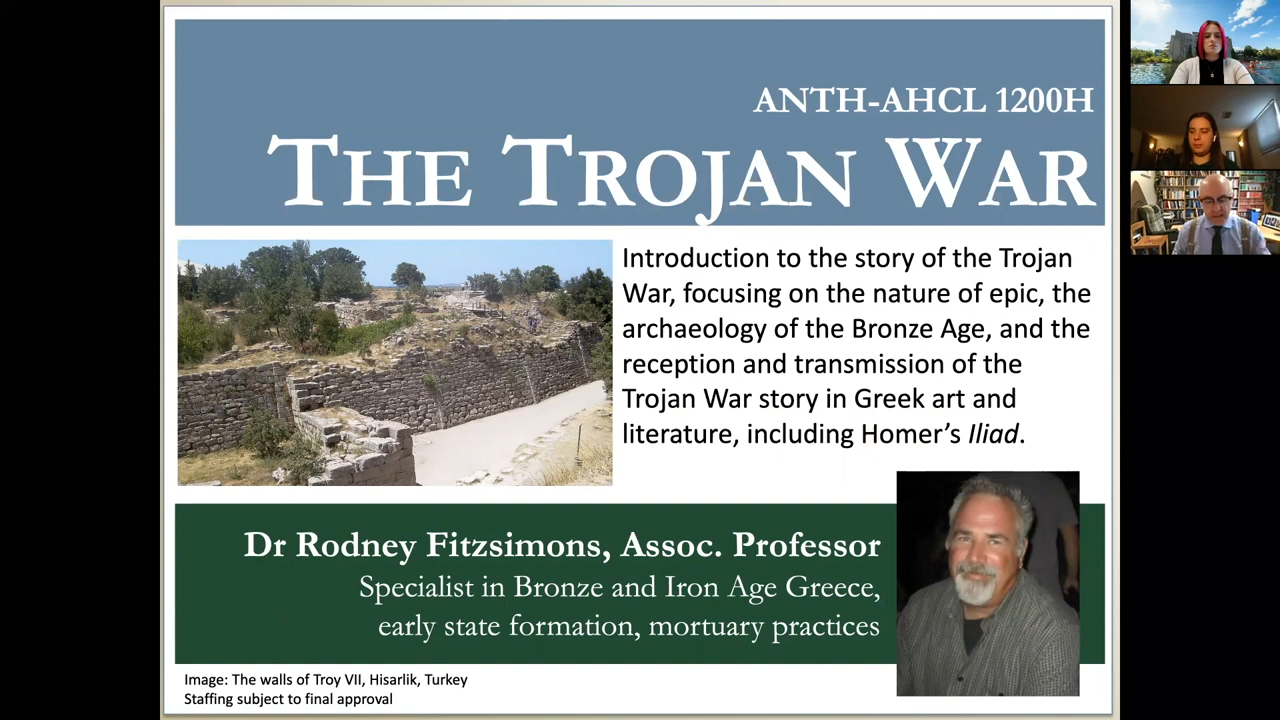 ANTH-AHCL 1200H
THE TROJAN WAR
Introduction to the story of the Trojan
War, focusing on the nature of epic, the
archaeology of the Bronze Age, and the
reception and transmission of the
Trojan War story in Greek art and
literature, including Homer's Iliad.
Dr Rodney Fitzsimons, Assoc. Professor
Specialist in Bronze and Iron Age Greece,
early state formation, mortuary practices
Image: The walls of Troy VII, Hisarlik, Turkey
Staffing subject to final approval